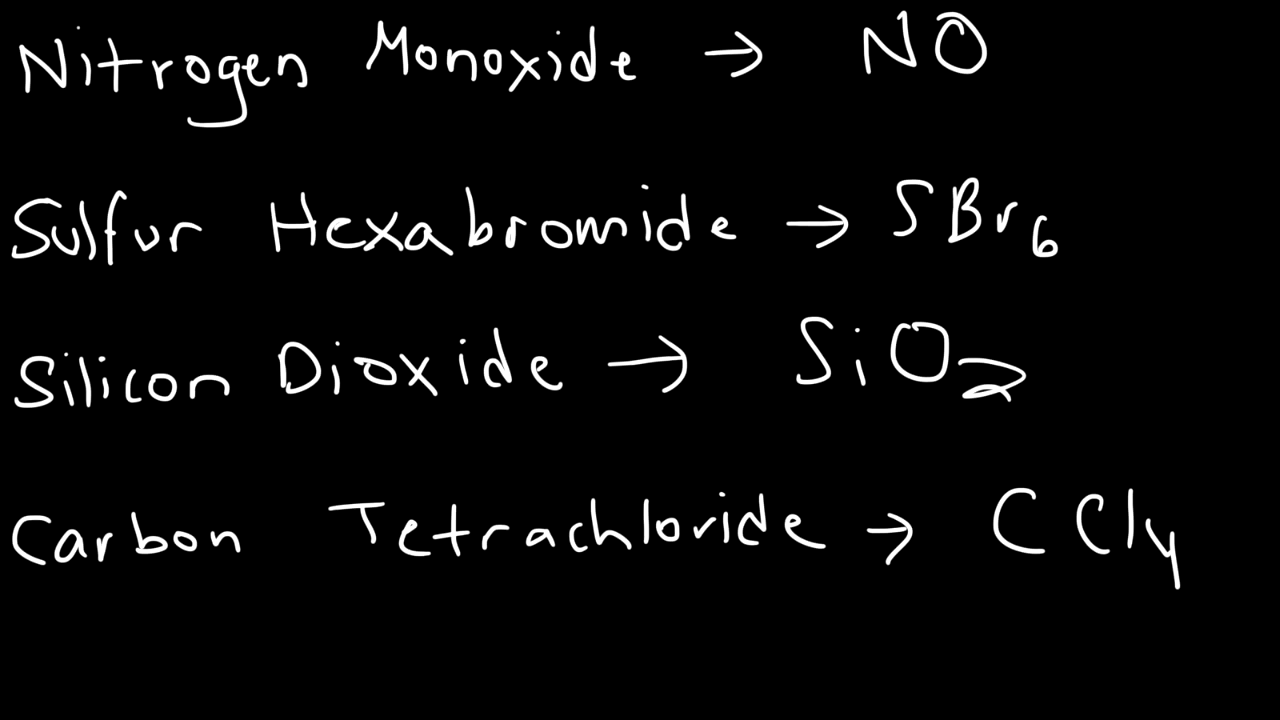 Nitrogen Monoxide → NO
Sulfur Hexabromide → SBr₆
Silicon Dioxide → SiO₂
Carbon Tetrachloride → CCl₄